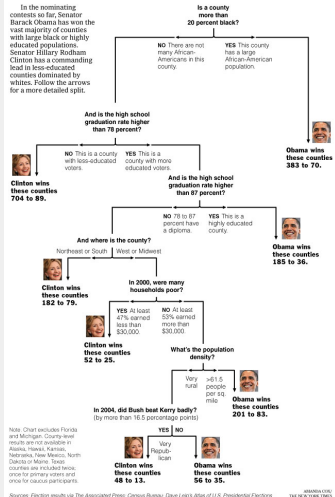 In the nominating
contests so far, Senator
Barack Obama has won the
vast majority of counties
with large black or highly
educated populations.
Senator Hillary Rodham
Clinton has a commanding
lead in less-educated
counties dominated by
whites. Follow the arrows
for a more detailed split.
Is a county
more than
20 percent black?
NO There are not
many African-
Americans in this
county.
YES This county
has a large
African-American
population.
And is the high school
graduation rate higher
than 78 percent?
Obama wins
these counties
383 to 70.
NO This is a county
with less-educated
voters.
YES This is a
county with more
educated voters.
Clinton wins
these counties
704 to 89.
And is the high school
graduation rate higher
than 87 percent?
NO 78 to 87
percent have
a diploma.
YES This is a
highly educated
county.
And where is the county?
Northeast or South
West or Midwest
Obama wins
these counties
185 to 36.
Clinton wins
these counties
182 to 79.
In 2000, were many
households poor?
YES At least
47% earned
less than
$30,000.
NO At least
53% earned
more than
$30,000.
Clinton wins
these counties
52 to 25.
What's the population
density?
Very
rural
>61.5
people
per sq.
mile
Obama wins
these counties
201 to 83.
In 2004, did Bush beat Kerry badly?
(by more than 16.5 percentage points)
YES
NO
Very
Repub-
lican
Clinton wins
these counties
48 to 13.
Obama wins
these counties
56 to 35.
Note: Chart excludes Florida
and Michigan. County-level
results are not available in
Alaska, Hawaii, Kansas,
Nebraska, New Mexico, North
Dakota or Maine. Texas
counties are included twice;
once for primary voters and
once for caucus participants.
Sources: Election results via The Associated Press; Census Bureau; Dave Leip's Atlas of U.S. Presidential Elections
AMANDA COX/
THE NEW YORK TIMES